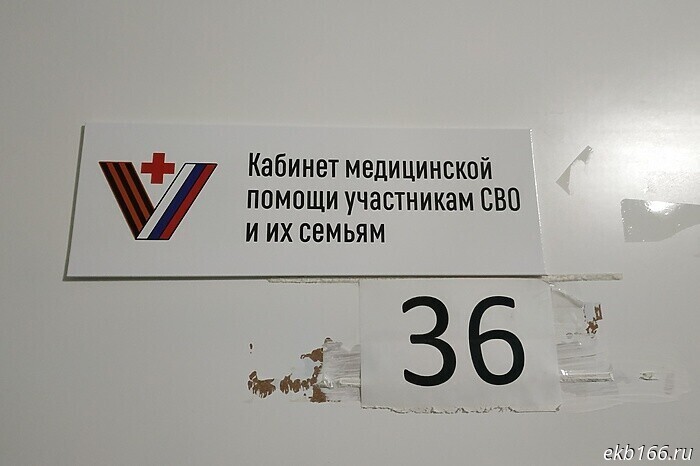 Кабинет медицинской
помощи участникам СВО
и их семьям
36
ekb166.ru